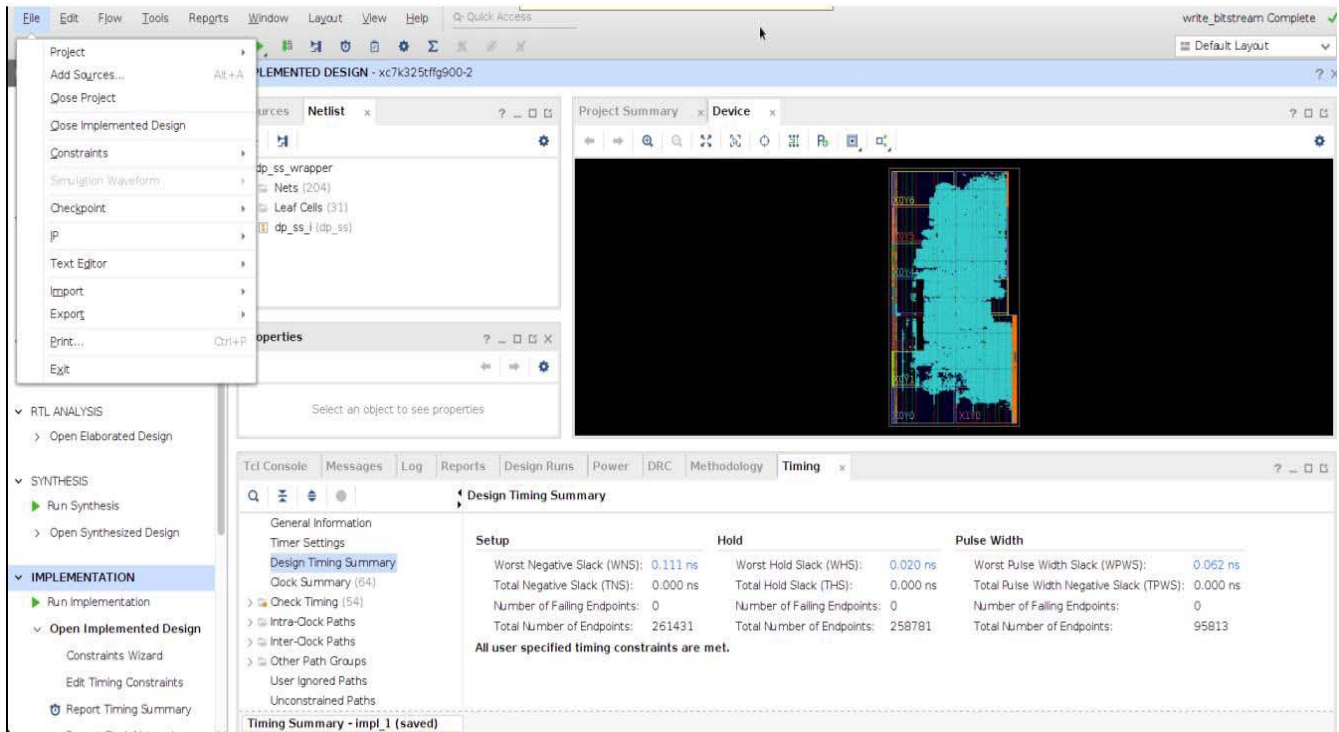 File Edit Flow Tools Reports Window Layout View Help Q- Quick Access write_bitstream Complete
Default Layout
Project
Add Sources... Alt+A
Close Project
Close Implemented Design
Constraints
Simulation Waveform
Checkpoint
IP
Text Editor
Import
Export
Print... Ctrl+P
Exit
PLEMENTED DESIGN - xc7k325tffg900-2
urces Netlist
dp_ss_wrapper
Nets (204)
Leaf Cells (31)
dp_ss_i (dp_ss)
Project Summary Device
X0Y6
X0Y5
X0Y4
X0Y1
X0Y0 X1Y0
operties
Select an object to see properties
RTL ANALYSIS
Open Elaborated Design
SYNTHESIS
Run Synthesis
Open Synthesized Design
IMPLEMENTATION
Run Implementation
Open Implemented Design
Constraints Wizard
Edit Timing Constraints
Report Timing Summary
Tcl Console Messages Log Reports Design Runs Power DRC Methodology Timing
Design Timing Summary
General Information
Timer Settings
Design Timing Summary
Clock Summary (64)
Check Timing (54)
Intra-Clock Paths
Inter-Clock Paths
Other Path Groups
User Ignored Paths
Unconstrained Paths
Setup Hold Pulse Width
Worst Negative Slack (WNS): 0.111 ns Worst Hold Slack (WHS): 0.020 ns Worst Pulse Width Slack (WPWS): 0.062 ns
Total Negative Slack (TNS): 0.000 ns Total Hold Slack (THS): 0.000 ns Total Pulse Width Negative Slack (TPWS): 0.000 ns
Number of Failing Endpoints: 0 Number of Failing Endpoints: 0 Number of Failing Endpoints: 0
Total Number of Endpoints: 261431 Total Number of Endpoints: 258781 Total Number of Endpoints: 95813
All user specified timing constraints are met.
Timing Summary - impl_1 (saved)